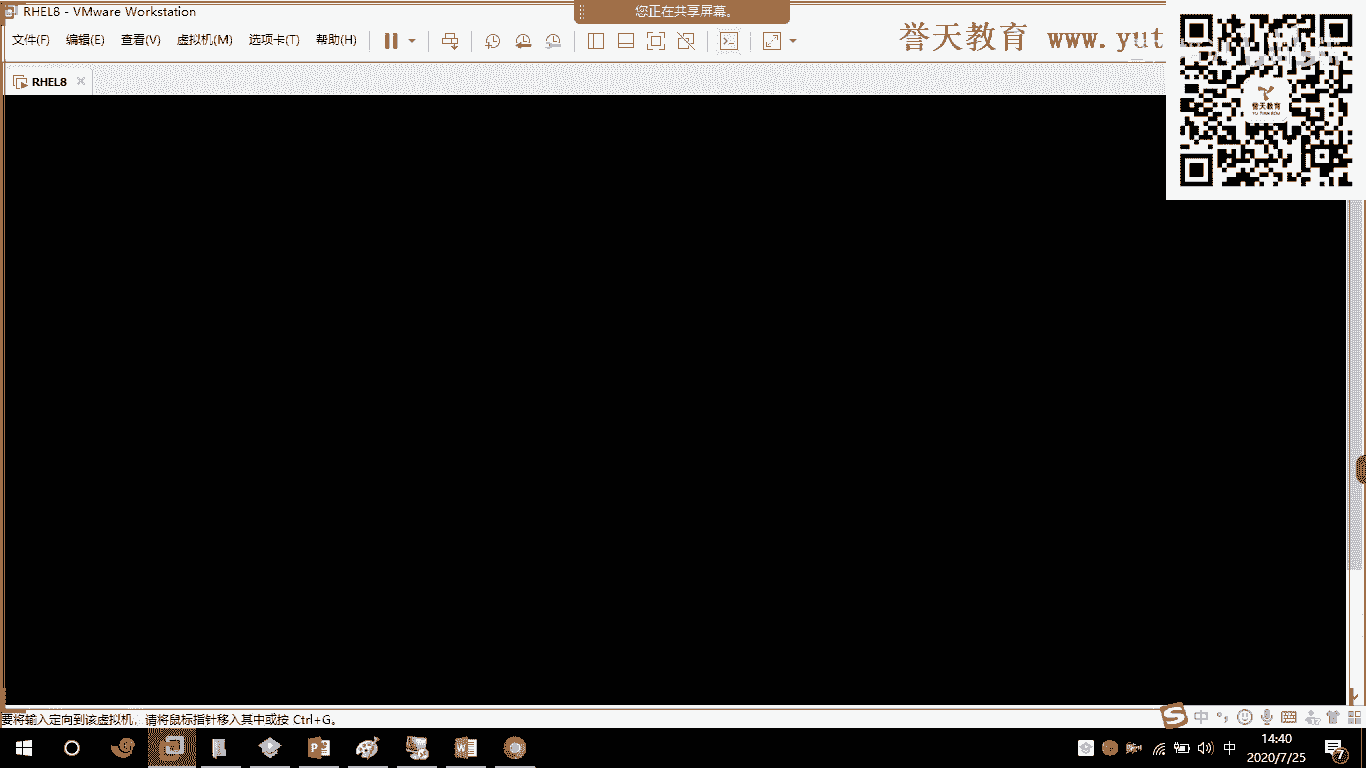 RHEL8 - VMware Workstation
您正在共享屏幕。
文件(F) 编辑(E) 查看(V) 虚拟机(M) 选项卡(T) 帮助(H)
誉天教育 www.yut
誉天教育
RHEL8
要将输入定向到该虚拟机，请将鼠标指针移入其中或按 Ctrl+G。
中
中
14:40
2020/7/25
7